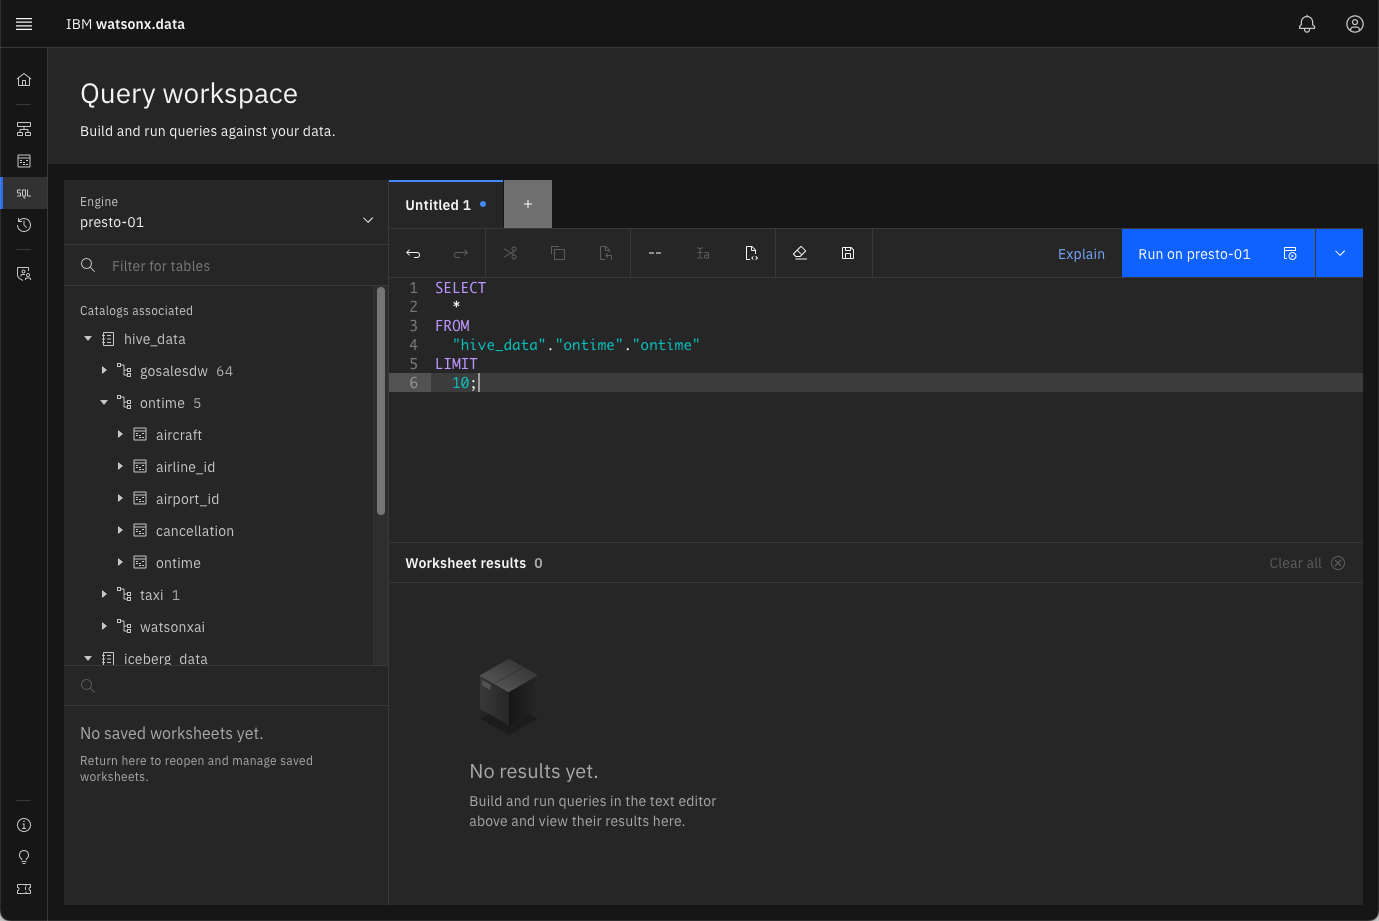 IBM watsonx.data
Query workspace
Build and run queries against your data.
SQL
Engine
presto-01
Filter for tables
Catalogs associated
hive_data
gosalesdw 64
ontime 5
aircraft
airline_id
airport_id
cancellation
ontime
taxi 1
watsonxai
iceberg_data
No saved worksheets yet.
Return here to reopen and manage saved
worksheets.
Untitled 1
+
Explain
Run on presto-01
1 SELECT
2 *
3 FROM
4 "hive_data"."ontime"."ontime"
5 LIMIT
6 10;
Worksheet results 0
Clear all
No results yet.
Build and run queries in the text editor
above and view their results here.